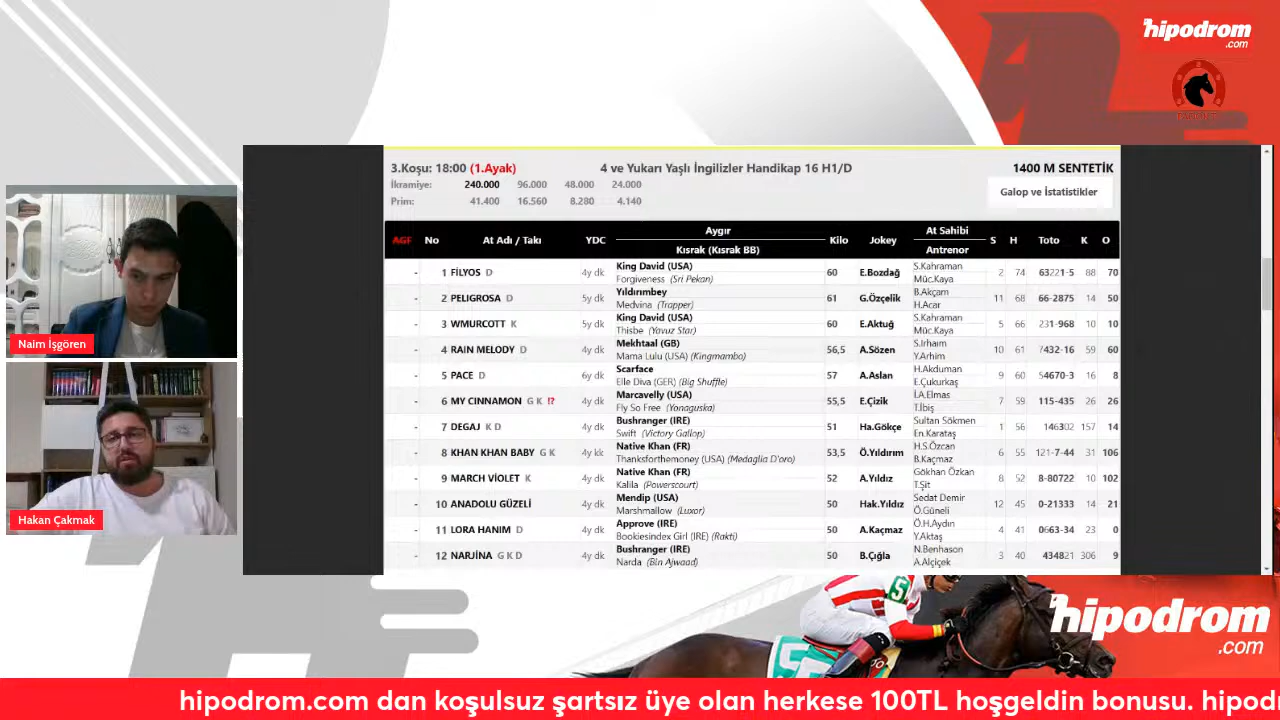 hipodrom
.com
3.Koşu: 18:00 (1.Ayak) 4 ve Yukarı Yaşlı İngilizler Handikap 16 H1/D 1400 M SENTETİK
İkramiye: 240.000 96.000 48.000 24.000 Galop ve İstatistikler
Prim: 41.400 16.560 8.280 4.140
AGF No At Adı / Takı YDC Aygır Kısrak (Kısrak BB) Kilo Jokey At Sahibi Antrenor S H Toto K O
- 1 FİLYOS D 4y dk King David (USA) 60 E.Bozdağ S.Kahraman 2 74 63221-5 88 70
Forgiveness (Sri Pekan) Müc.Kaya
- 2 PELIGROSA D 5y dk Yıldırımbey 61 G.Özçelik B.Akçam 11 68 66-2875 14 50
Medvina (Trapper) H.Acar
- 3 WMURCOTT K 5y dk King David (USA) 60 E.Aktuğ S.Kahraman 5 66 231-968 10 10
Thisbe (Yavuz Star) Müc.Kaya
- 4 RAIN MELODY D 4y dk Mekhtaal (GB) 56,5 A.Sözen S.Irhaım 10 61 7432-16 59 60
Mama Lulu (USA) (Kingmambo) Y.Arhim
- 5 PACE D 6y dk Scarface 57 A.Aslan H.Akduman 9 60 54670-3 16 8
Elle Diva (GER) (Big Shuffle) E.Çukurkaş
- 6 MY CINNAMON G K !? 4y dk Marcavelly (USA) 55,5 E.Çizik İ.A.Elmas 7 59 115-435 26 26
Fly So Free (Yonaguska) T.İbiş
- 7 DEGAJ K D 4y dk Bushranger (IRE) 51 Ha.Gökçe Sultan Sökmen 1 56 146302 157 14
Swift (Victory Gallop) En.Karataş
- 8 KHAN KHAN BABY G K 4y kk Native Khan (FR) 53,5 Ö.Yıldırım H.S.Özcan 6 55 121-7-44 31 106
Thanksforthemoney (USA) (Medaglia D'oro) B.Kaçmaz
- 9 MARCH VİOLET K 4y dk Native Khan (FR) 52 A.Yıldız Gökhan Özkan 8 52 8-80722 10 102
Kalila (Powerscourt) T.Şit
- 10 ANADOLU GÜZELİ 4y dk Mendip (USA) 50 Hak.Yıldız Sedat Demir 12 45 0-21333 14 21
Marshmallow (Luxor) Ö.Güneli
- 11 LORA HANIM D 4y dk Approve (IRE) 50 A.Kaçmaz Ö.H.Aydın 4 41 0663-34 23 0
Bookiesindex Girl (IRE) (Rakti) Y.Aktaş
- 12 NARJİNA G K D 4y dk Bushranger (IRE) 50 B.Çığla N.Benhason 3 40 434821 306 9
Narda (Bin Ajwaad) A.Alçiçek
Naim İşgören
Hakan Çakmak
5
hipodrom
.com
hipodrom.com dan koşulsuz şartsız üye olan herkese 100TL hoşgeldin bonusu. hipod